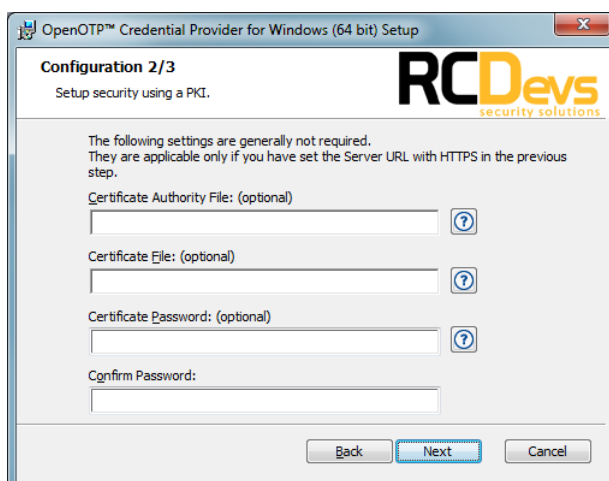 OpenOTP™ Credential Provider for Windows (64 bit) Setup
Configuration 2/3
Setup security using a PKI.
RCDevs
security solutions
The following settings are generally not required.
They are applicable only if you have set the Server URL with HTTPS in the previous
step.
Certificate Authority File: (optional)
?
Certificate File: (optional)
?
Certificate Password: (optional)
?
Confirm Password:
Back Next Cancel